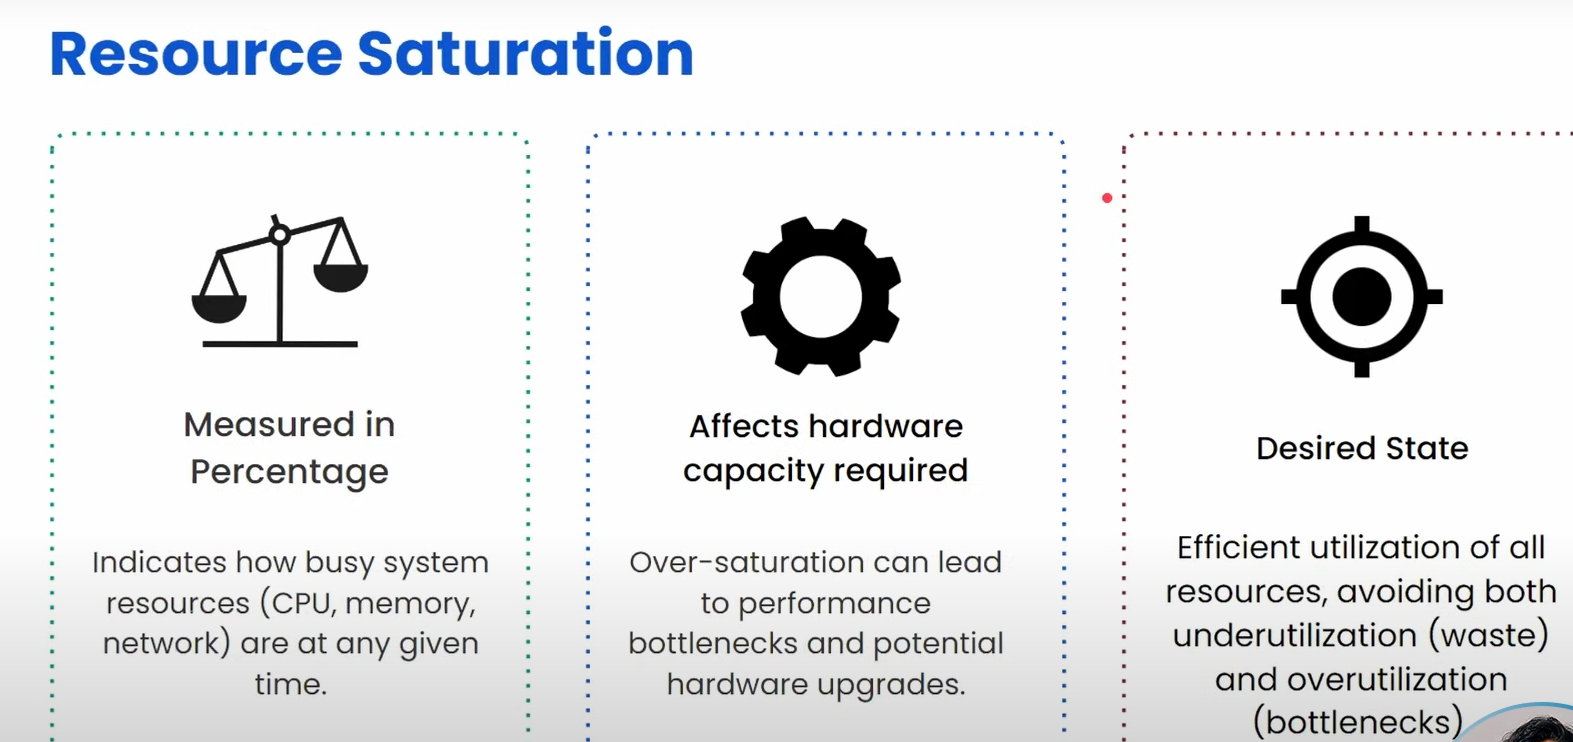 Resource Saturation
Measured in
Percentage
Indicates how busy system
resources (CPU, memory,
network) are at any given
time.
Affects hardware
capacity required
Over-saturation can lead
to performance
bottlenecks and potential
hardware upgrades.
Desired State
Efficient utilization of all
resources, avoiding both
underutilization (waste)
and overutilization
(bottlenecks)